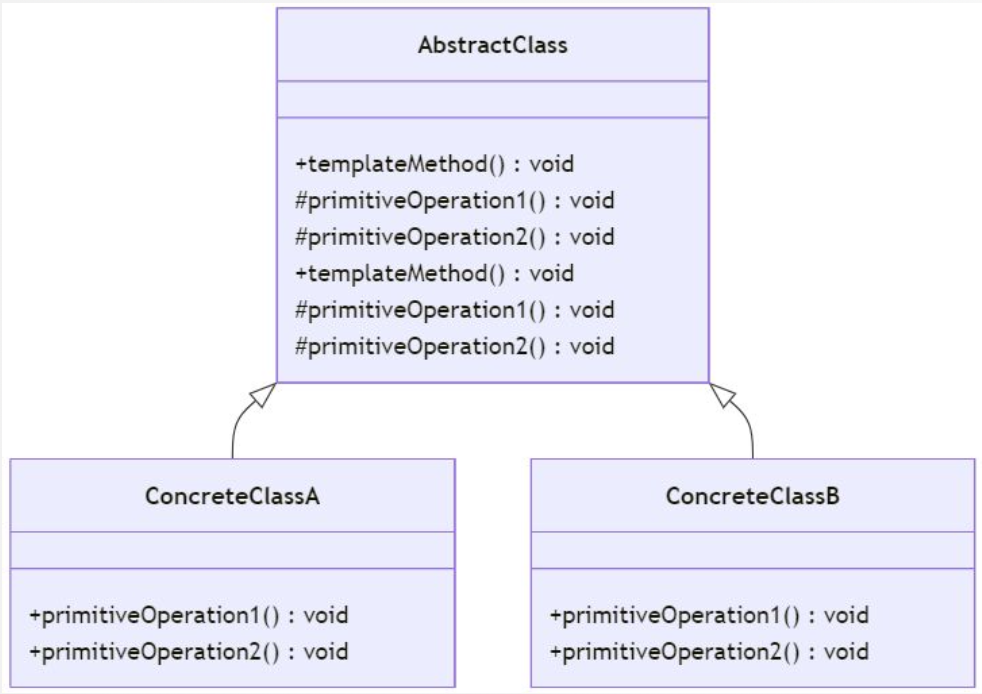 AbstractClass
+templateMethod() : void
#primitiveOperation1() : void
#primitiveOperation2() : void
+templateMethod() : void
#primitiveOperation1() : void
#primitiveOperation2() : void
ConcreteClassA
+primitiveOperation1() : void
+primitiveOperation2() : void
ConcreteClassB
+primitiveOperation1() : void
+primitiveOperation2() : void